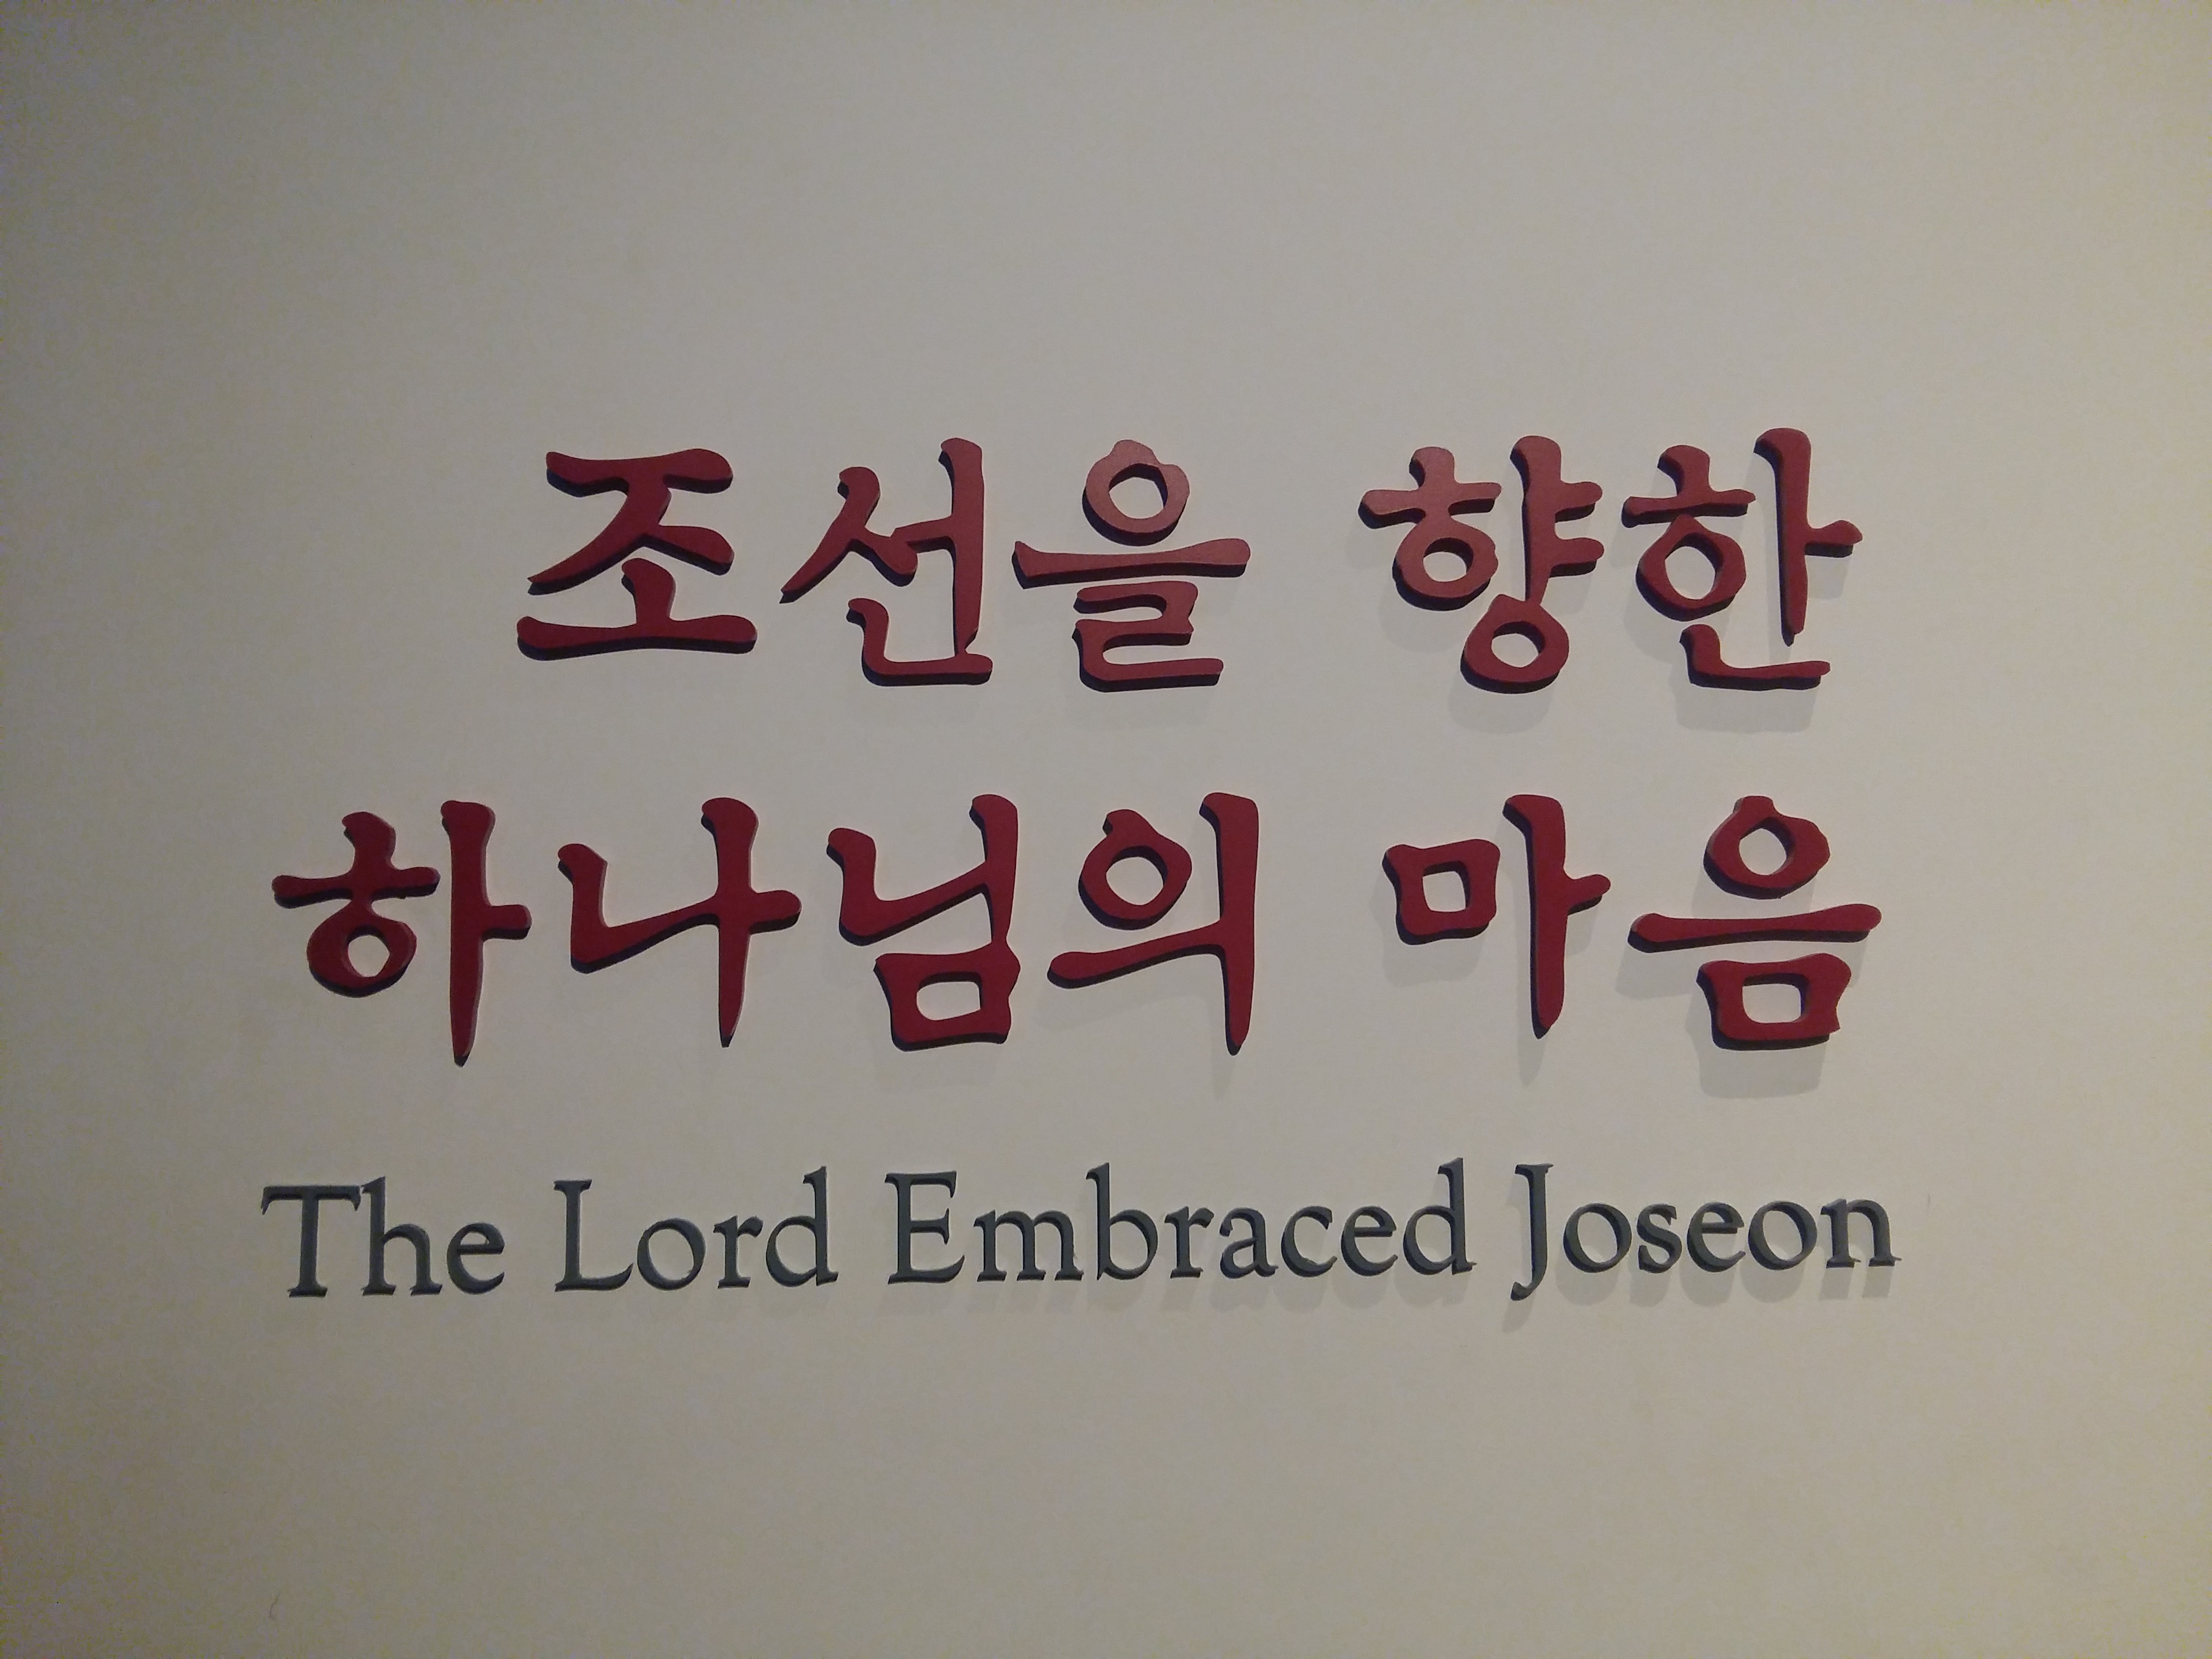 조선을 향한
하나님의 마음
The Lord Embraced Joseon